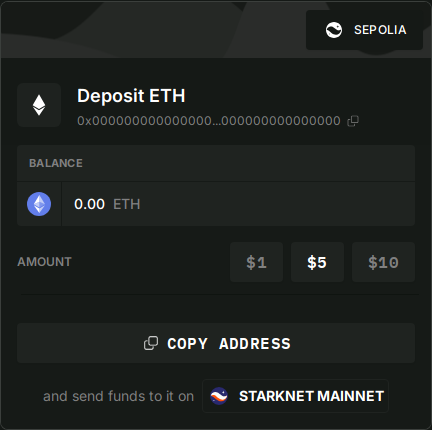 SEPOLIA
Deposit ETH
0x000000000000000...000000000000000
BALANCE
0.00 ETH
AMOUNT $1 $5 $10
COPY ADDRESS
and send funds to it on STARKNET MAINNET